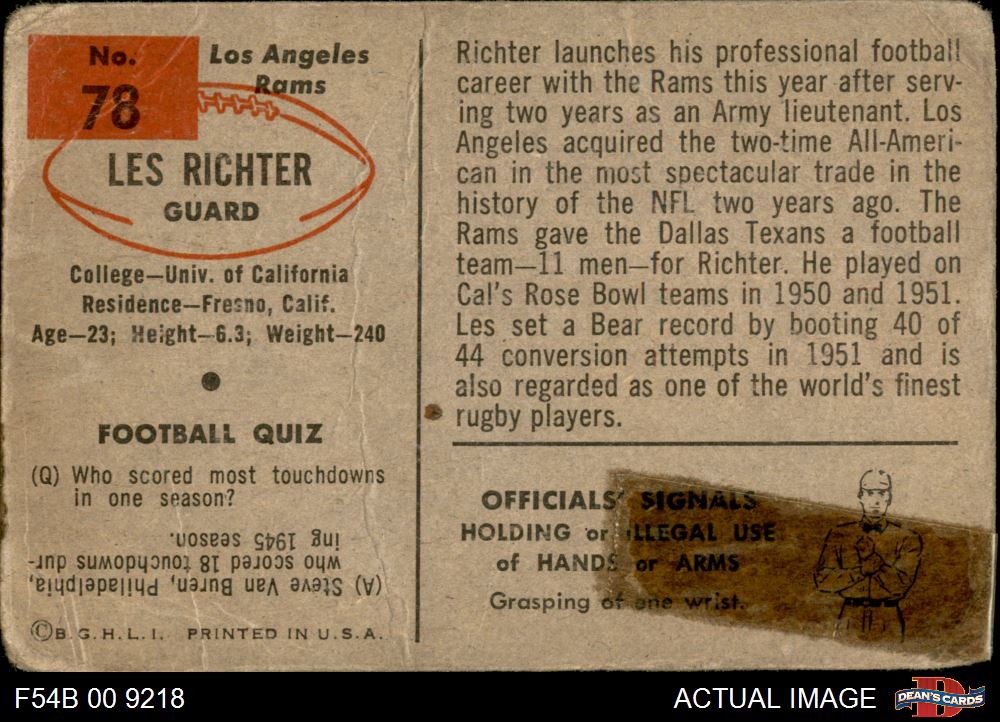 No.
78
Los Angeles
Rams
LES RICHTER
GUARD
College—Univ. of California
Residence—Fresno, Calif.
Age—23; Height—6.3; Weight—240
FOOTBALL QUIZ
(Q) Who scored most touchdowns
in one season?
(A) Steve Van Buren, Philadelphia,
who scored 18 touchdowns dur-
ing 1945 season.
©B.G.H.L.I. PRINTED IN U.S.A.
Richter launches his professional football
career with the Rams this year after serv-
ing two years as an Army lieutenant. Los
Angeles acquired the two-time All-Ameri-
can in the most spectacular trade in the
history of the NFL two years ago. The
Rams gave the Dallas Texans a football
team—11 men—for Richter. He played on
Cal's Rose Bowl teams in 1950 and 1951.
Les set a Bear record by booting 40 of
44 conversion attempts in 1951 and is
also regarded as one of the world's finest
rugby players.
OFFICIALS' SIGNALS
HOLDING or ILLEGAL USE
of HANDS or ARMS
Grasping of one wrist.
F54B 00 9218
ACTUAL IMAGE
DEAN'S CARDS